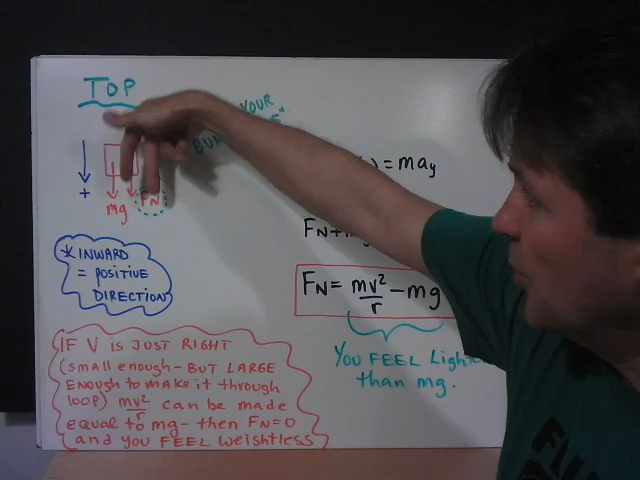 TOP
YOUR
+
mg
FN
= may
FN+
* INWARD
= POSITIVE
DIRECTION
FN = mv²/r - mg
You FEEL
than mg.
IF V IS JUST RIGHT
(small enough - BUT LARGE
ENOUGH to MAKE it through
LOOP) mv²/r can be made
equal to mg - then FN=0
and you FEEL weightless